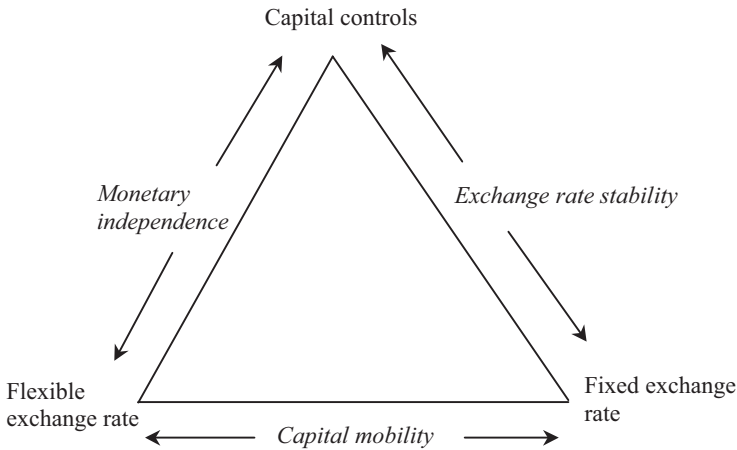 Capital controls
Monetary
independence
Exchange rate stability
Flexible
exchange rate
Fixed exchange
rate
Capital mobility